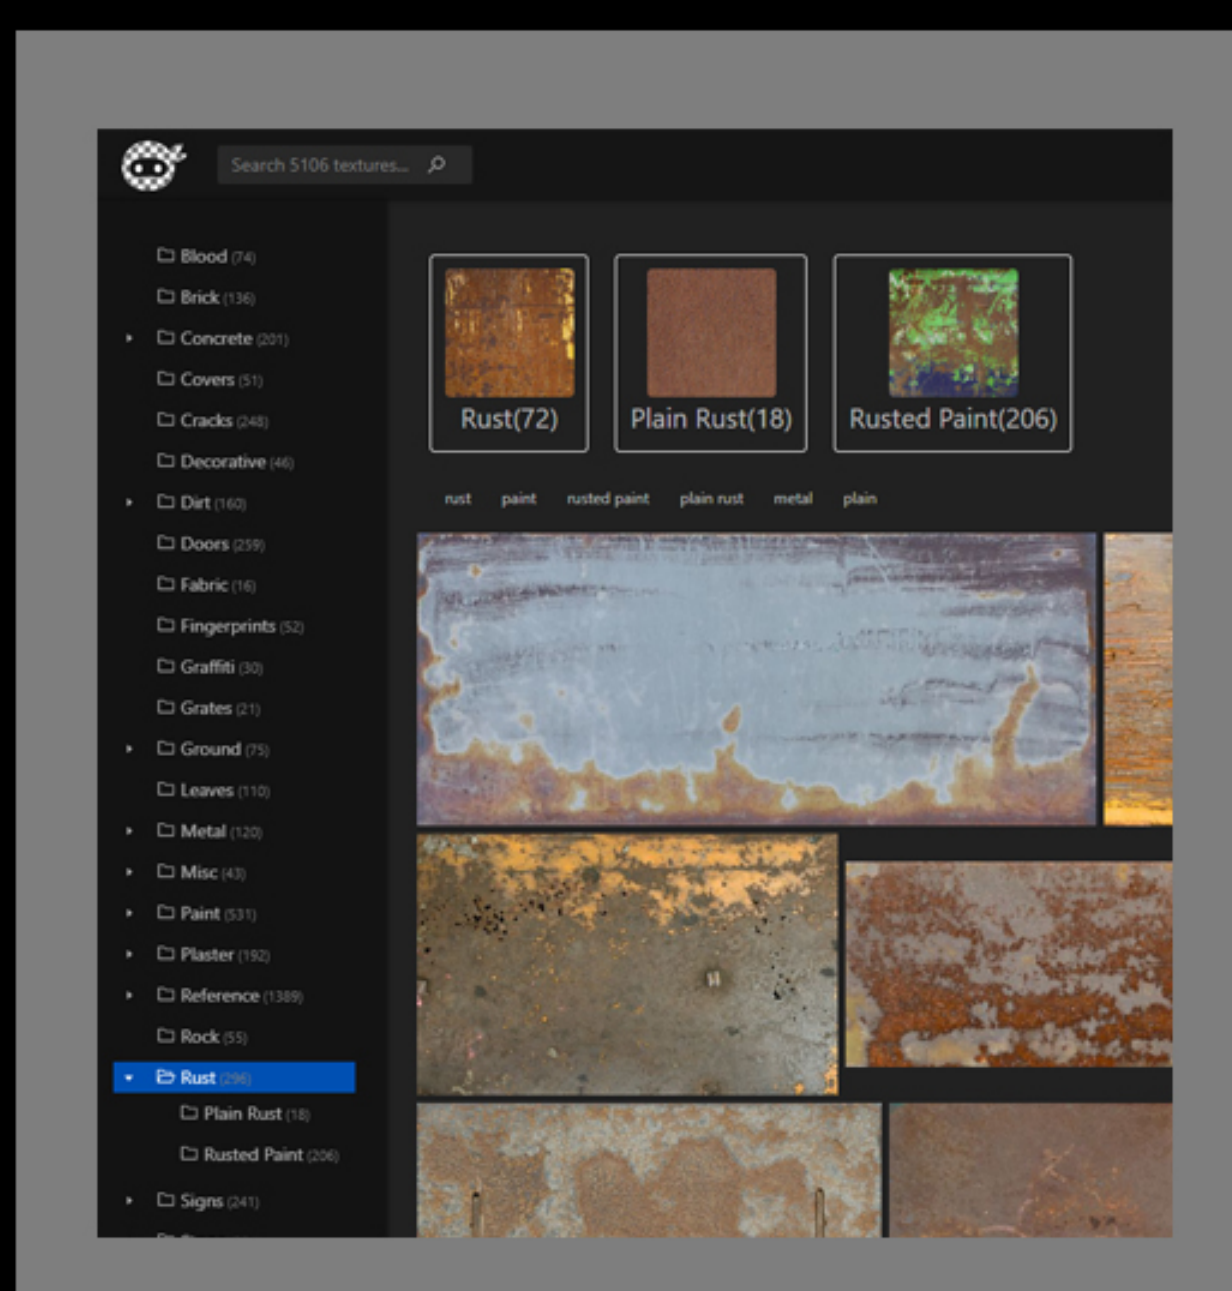 Search 5106 textures...
Blood (74)
Brick (136)
Concrete (201)
Covers (51)
Cracks (248)
Decorative (46)
Dirt (160)
Doors (259)
Fabric (16)
Fingerprints (52)
Graffiti (30)
Grates (21)
Ground (75)
Leaves (110)
Metal (120)
Misc (43)
Paint (531)
Plaster (192)
Reference (1389)
Rock (55)
Rust (296)
Plain Rust (18)
Rusted Paint (206)
Signs (241)
Rust(72)
Plain Rust(18)
Rusted Paint(206)
rust paint rusted paint plain rust metal plain